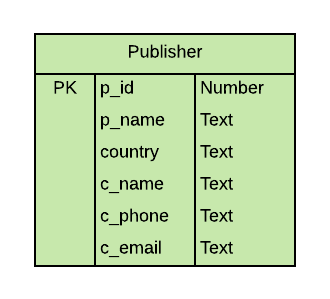 Publisher
PK p_id Number
p_name Text
country Text
c_name Text
c_phone Text
c_email Text